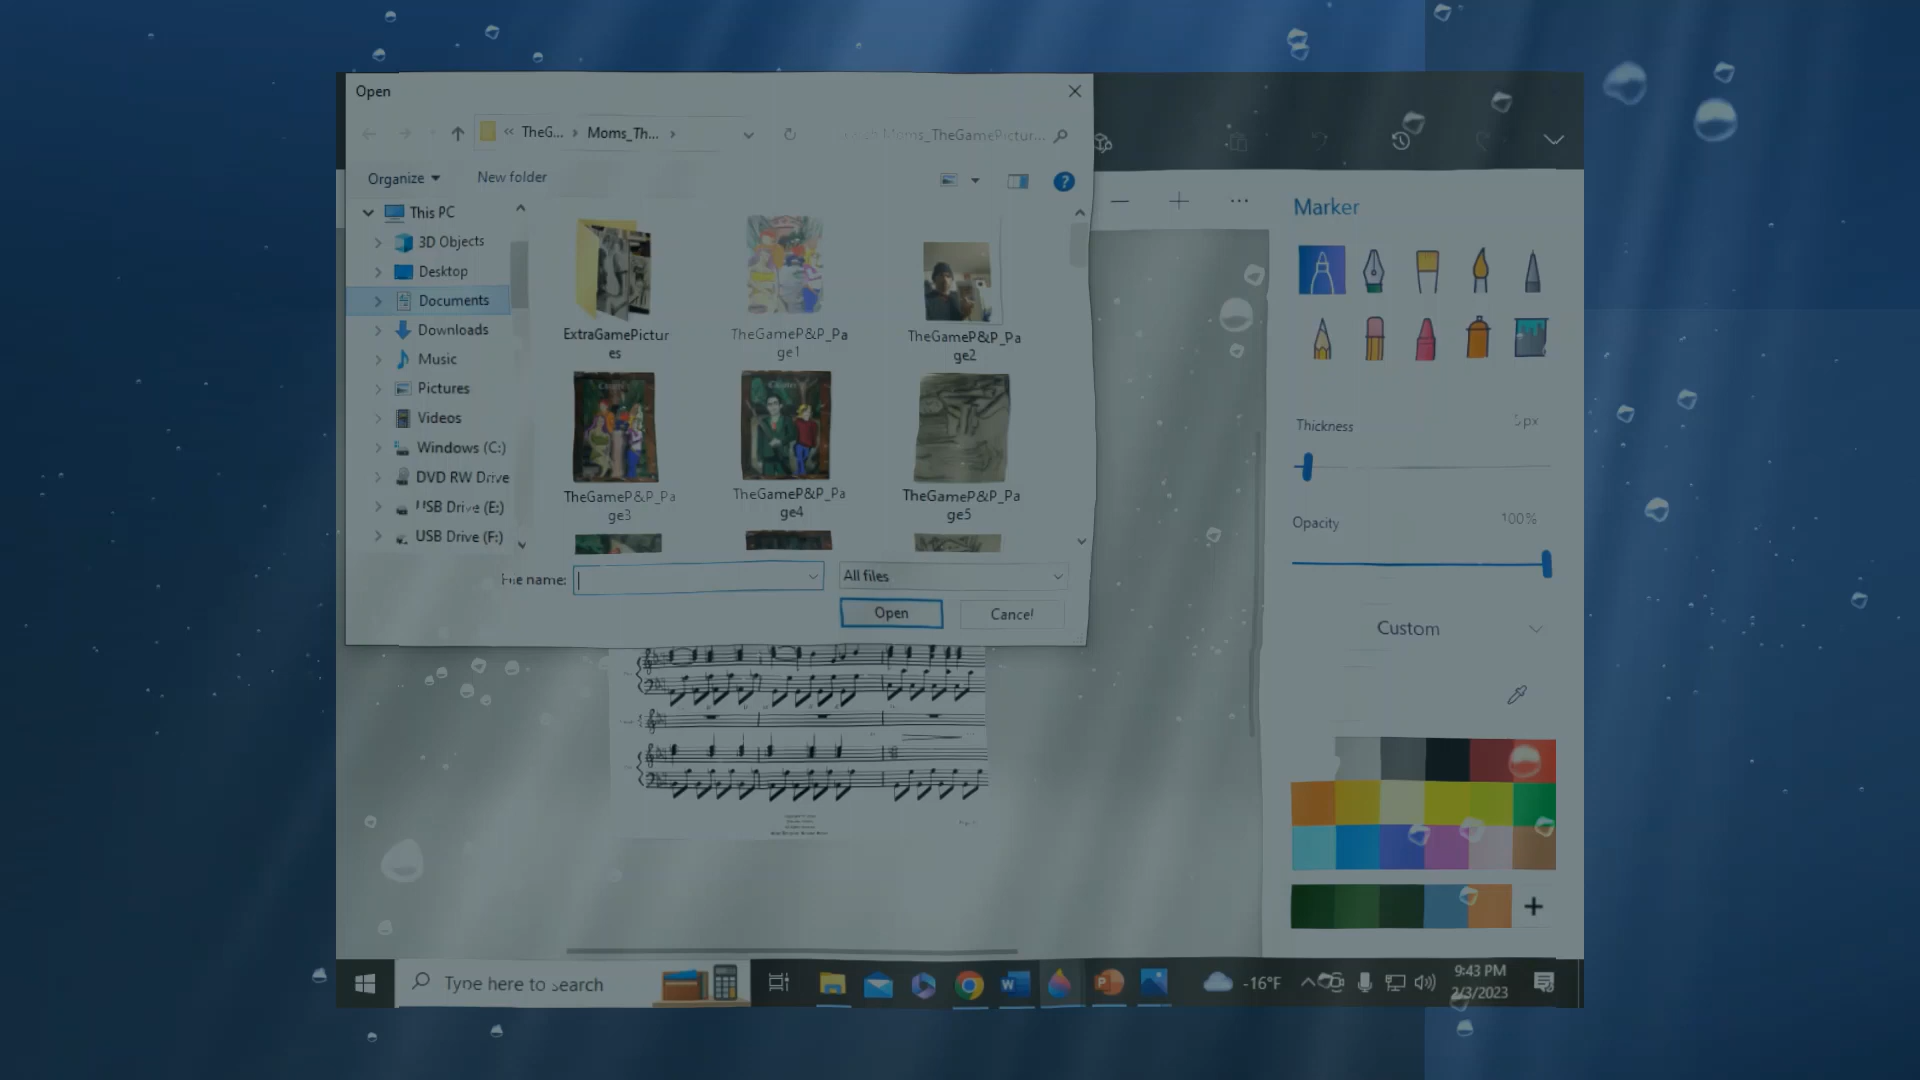 Open
« TheG... › Moms_Th... ›
Moms_TheGamePictur...
Organize
New folder
This PC
3D Objects
Desktop
Documents
Downloads
Music
Pictures
Videos
Windows (C:)
DVD RW Drive
USB Drive (E:)
USB Drive (F:)
ExtraGamePictur
es
TheGameP&P_Pa
ge1
TheGameP&P_Pa
ge2
TheGameP&P_Pa
ge3
TheGameP&P_Pa
ge4
TheGameP&P_Pa
ge5
File name:
All files
Open
Cancel
Marker
Thickness
5px
Opacity
100%
Custom
Type here to search
-16°F
9:43 PM
2/3/2023